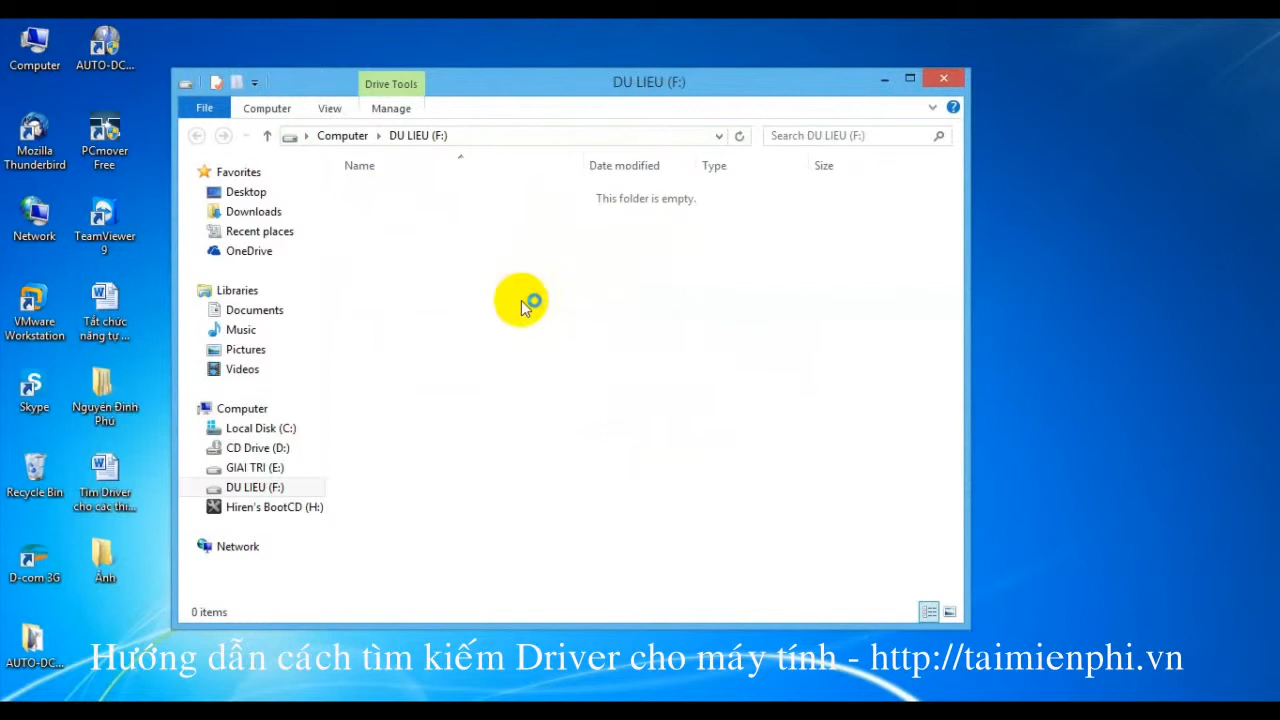 Computer
AUTO-DC...
Mozilla
Thunderbird
PCmover
Free
Network
TeamViewer
9
VMware
Workstation
Tắt chức
năng tự ...
Skype
Nguyễn Đình
Phú
Recycle Bin
Tìm Driver
cho các thi...
D-com 3G
Ảnh
AUTO-DC...
Drive Tools
DU LIEU (F:)
File
Computer
View
Manage
Computer
DU LIEU (F:)
Search DU LIEU (F:)
Name
Date modified
Type
Size
This folder is empty.
Favorites
Desktop
Downloads
Recent places
OneDrive
Libraries
Documents
Music
Pictures
Videos
Computer
Local Disk (C:)
CD Drive (D:)
GIAI TRI (E:)
DU LIEU (F:)
Hiren's BootCD (H:)
Network
0 items
Hướng dẫn cách tìm kiếm Driver cho máy tính - http://taimienphi.vn